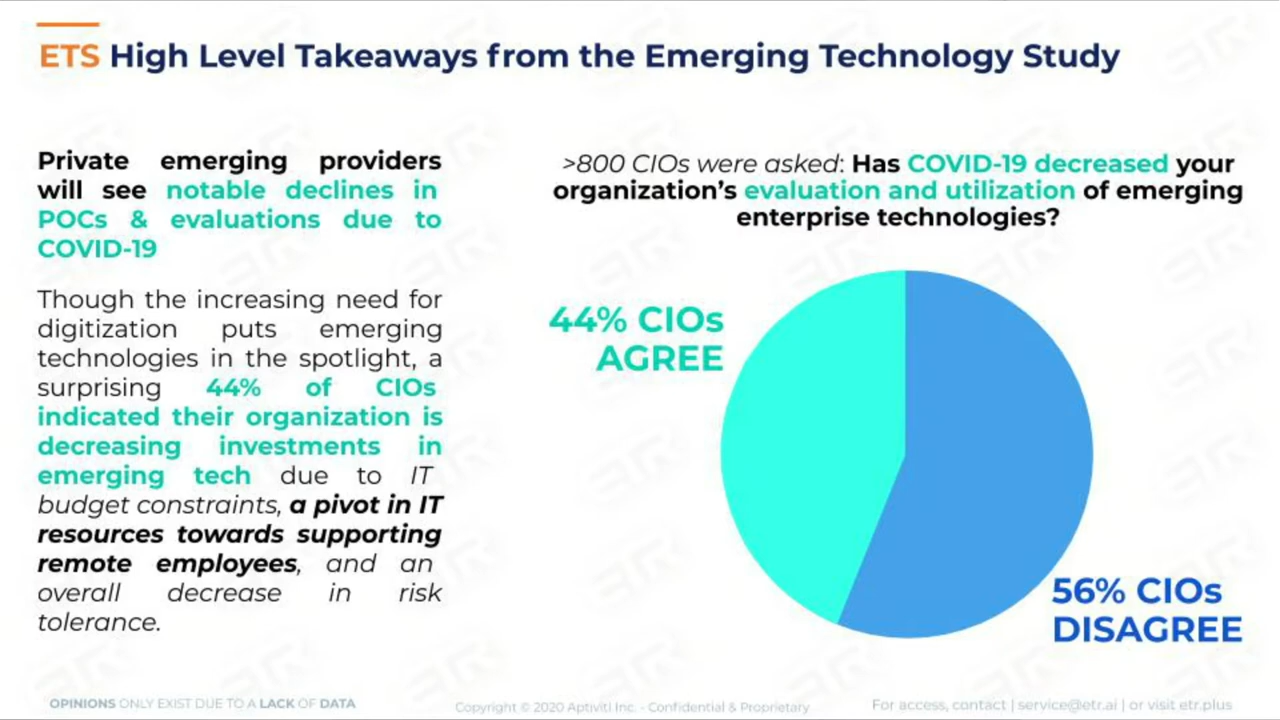 ETS High Level Takeaways from the Emerging Technology Study
Private emerging providers
will see notable declines in
POCs & evaluations due to
COVID-19
Though the increasing need for
digitization puts emerging
technologies in the spotlight, a
surprising 44% of CIOs
indicated their organization is
decreasing investments in
emerging tech due to IT
budget constraints, a pivot in IT
resources towards supporting
remote employees, and an
overall decrease in risk
tolerance.
>800 CIOs were asked: Has COVID-19 decreased your
organization's evaluation and utilization of emerging
enterprise technologies?
44% CIOs
AGREE
56% CIOs
DISAGREE
OPINIONS ONLY EXIST DUE TO A LACK OF DATA
Copyright © 2020 Aptiviti Inc. - Confidential & Proprietary
For access, contact | service@etr.ai | or visit etr.plus